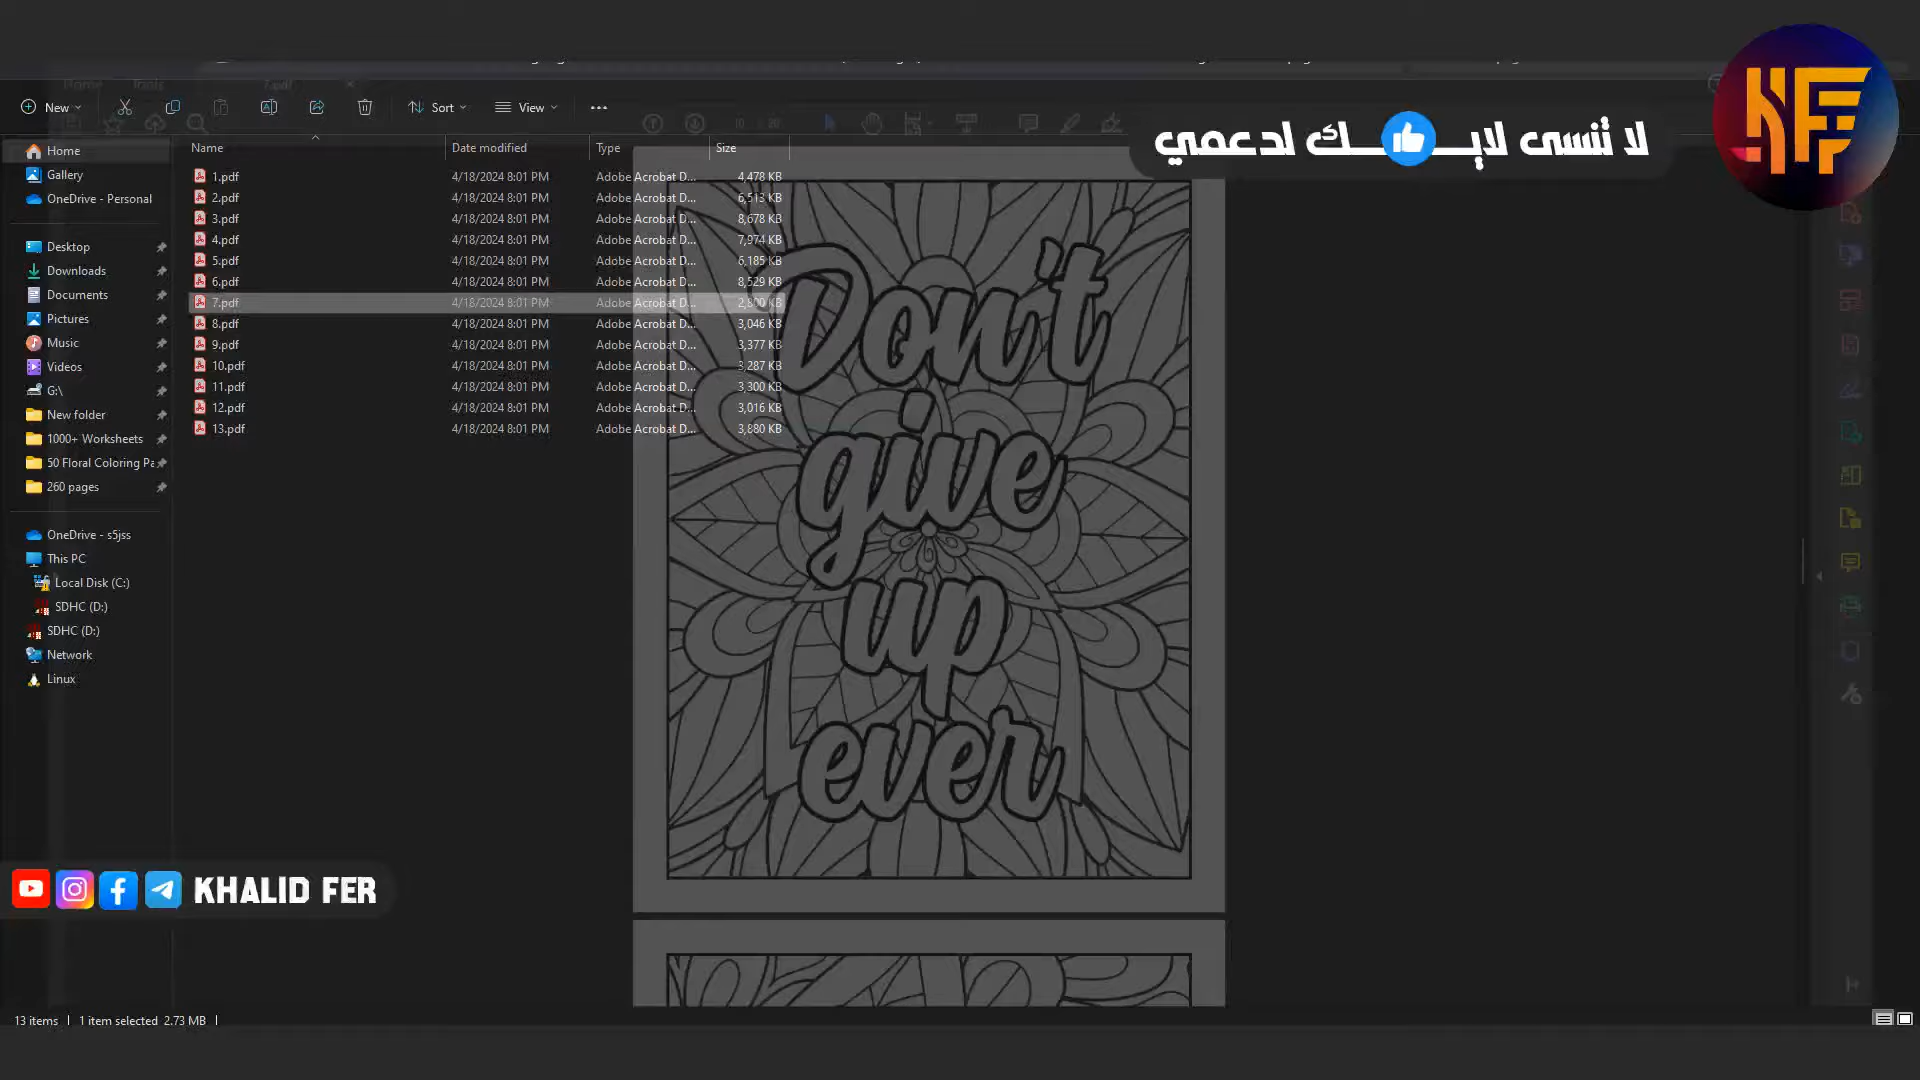 Home Tools 7.pdf
New Sort View
لا تنسى لايـــك لدعمي
KF
10 / 20
Name Date modified Type Size
Home
Gallery
OneDrive - Personal
Desktop
Downloads
Documents
Pictures
Music
Videos
G:\
New folder
1000+ Worksheets
50 Floral Coloring Pa
260 pages
OneDrive - s5jss
This PC
Local Disk (C:)
SDHC (D:)
SDHC (D:)
Network
Linux
1.pdf 4/18/2024 8:01 PM Adobe Acrobat D... 4,478 KB
2.pdf 4/18/2024 8:01 PM Adobe Acrobat D... 6,513 KB
3.pdf 4/18/2024 8:01 PM Adobe Acrobat D... 8,678 KB
4.pdf 4/18/2024 8:01 PM Adobe Acrobat D... 7,974 KB
5.pdf 4/18/2024 8:01 PM Adobe Acrobat D... 6,185 KB
6.pdf 4/18/2024 8:01 PM Adobe Acrobat D... 8,529 KB
7.pdf 4/18/2024 8:01 PM Adobe Acrobat D... 2,800 KB
8.pdf 4/18/2024 8:01 PM Adobe Acrobat D... 3,046 KB
9.pdf 4/18/2024 8:01 PM Adobe Acrobat D... 3,377 KB
10.pdf 4/18/2024 8:01 PM Adobe Acrobat D... 3,287 KB
11.pdf 4/18/2024 8:01 PM Adobe Acrobat D... 3,300 KB
12.pdf 4/18/2024 8:01 PM Adobe Acrobat D... 3,016 KB
13.pdf 4/18/2024 8:01 PM Adobe Acrobat D... 3,880 KB
Don't
give
up
ever
KHALID FER
13 items 1 item selected 2.73 MB